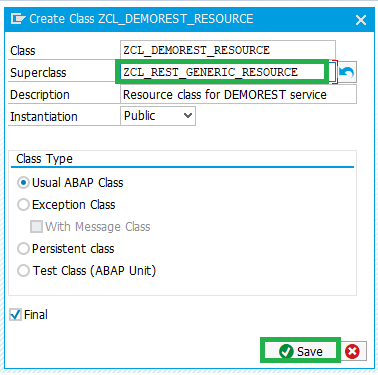 Create Class ZCL_DEMOREST_RESOURCE
Class ZCL_DEMOREST_RESOURCE
Superclass ZCL_REST_GENERIC_RESOURCE
Description Resource class for DEMOREST service
Instantiation Public
Class Type
Usual ABAP Class
Exception Class
With Message Class
Persistent class
Test Class (ABAP Unit)
Final
Save